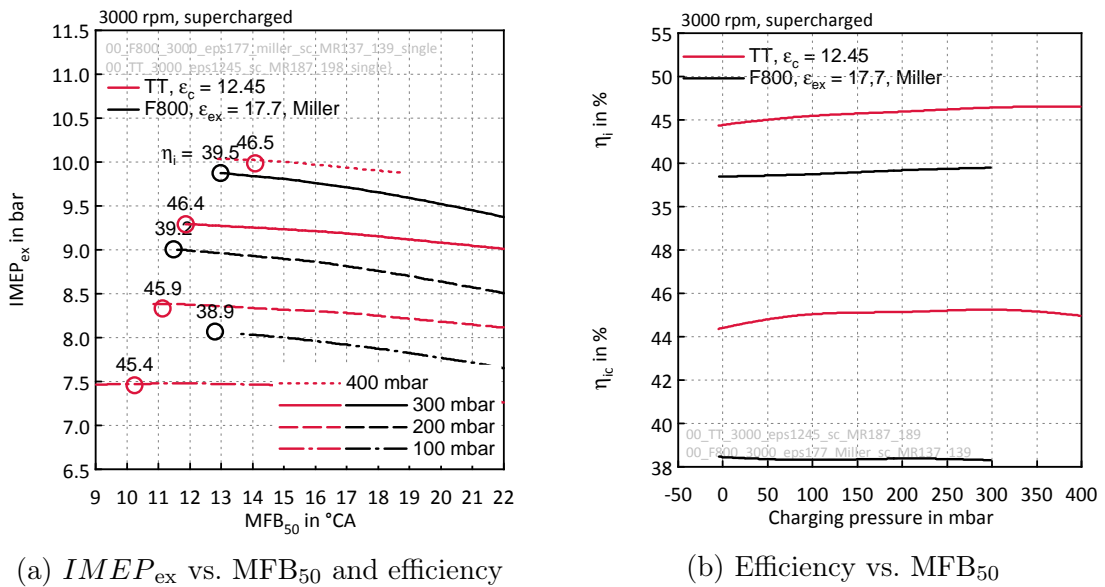 3000 rpm, supercharged
00_F800_3000_eps177_miller_sc_MR137_139_single
00_TT_3000_eps1245_sc_MR187_198_single}
TT, εc = 12.45
F800, εex = 17.7, Miller
ηi =
39.5
46.5
46.4
39.2
45.9
38.9
45.4
400 mbar
300 mbar
200 mbar
100 mbar
11.5
11.0
10.5
10.0
9.5
9.0
8.5
8.0
7.5
7.0
6.5
IMEPex in bar
9 10 11 12 13 14 15 16 17 18 19 20 21 22
MFB50 in °CA
(a) IMEPex vs. MFB50 and efficiency
3000 rpm, supercharged
TT, εc = 12.45
F800, εex = 17,7, Miller
55
50
45
40
35
48
46
44
42
40
38
ηi in %
ηic in %
00_TT_3000_eps1245_sc_MR187_189
00_F800_3000_eps177_Miller_sc_MR137_139
-50 0 50 100 150 200 250 300 350 400
Charging pressure in mbar
(b) Efficiency vs. MFB50